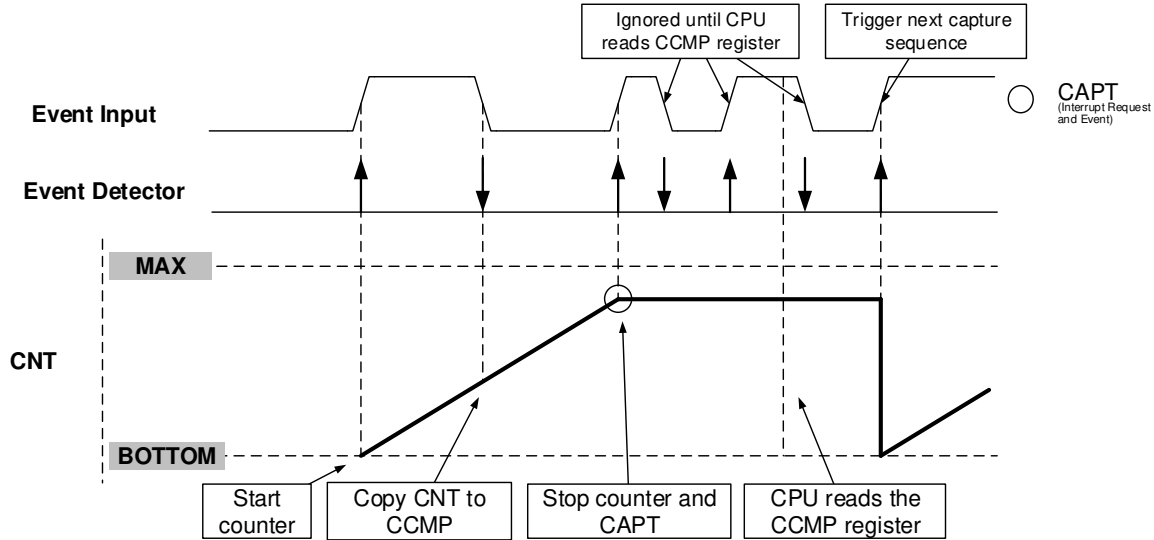 Ignored until CPU
reads CCMP register
Trigger next capture
sequence
Event Input
CAPT
(Interrupt Request
and Event)
Event Detector
MAX
CNT
BOTTOM
Start
counter
Copy CNT to
CCMP
Stop counter and
CAPT
CPU reads the
CCMP register